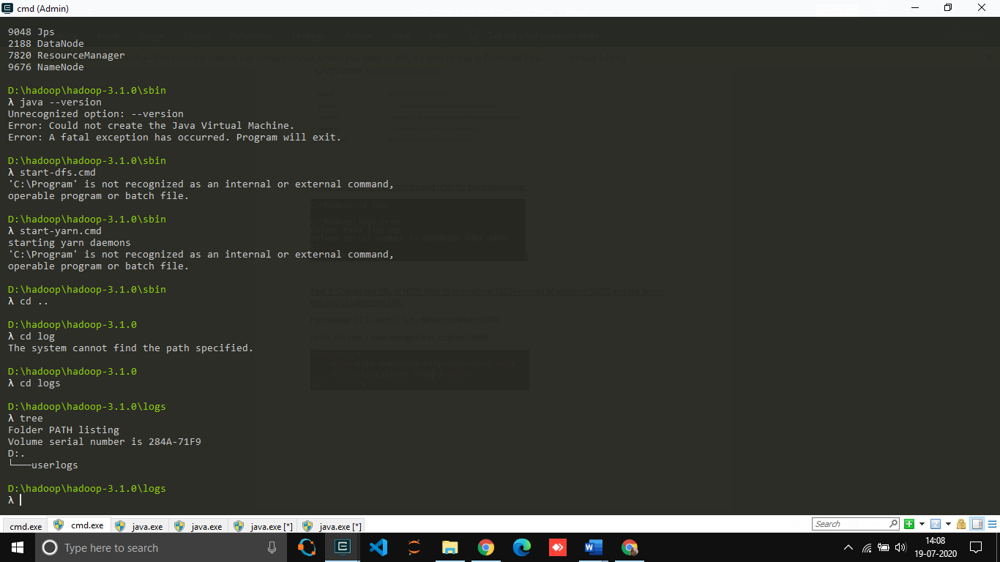 cmd (Admin)
9048 Jps
2188 DataNode
7820 ResourceManager
9676 NameNode
D:\hadoop\hadoop-3.1.0\sbin
λ java --version
Unrecognized option: --version
Error: Could not create the Java Virtual Machine.
Error: A fatal exception has occurred. Program will exit.
D:\hadoop\hadoop-3.1.0\sbin
λ start-dfs.cmd
'C:\Program' is not recognized as an internal or external command,
operable program or batch file.
D:\hadoop\hadoop-3.1.0\sbin
λ start-yarn.cmd
starting yarn daemons
'C:\Program' is not recognized as an internal or external command,
operable program or batch file.
D:\hadoop\hadoop-3.1.0\sbin
λ cd ..
D:\hadoop\hadoop-3.1.0
λ cd log
The system cannot find the path specified.
D:\hadoop\hadoop-3.1.0
λ cd logs
D:\hadoop\hadoop-3.1.0\logs
λ tree
Folder PATH listing
Volume serial number is 284A-71F9
D:.
└───userlogs
D:\hadoop\hadoop-3.1.0\logs
λ
cmd.exe cmd.exe java.exe java.exe java.exe [*] java.exe [*] Search
Type here to search
14:08
19-07-2020